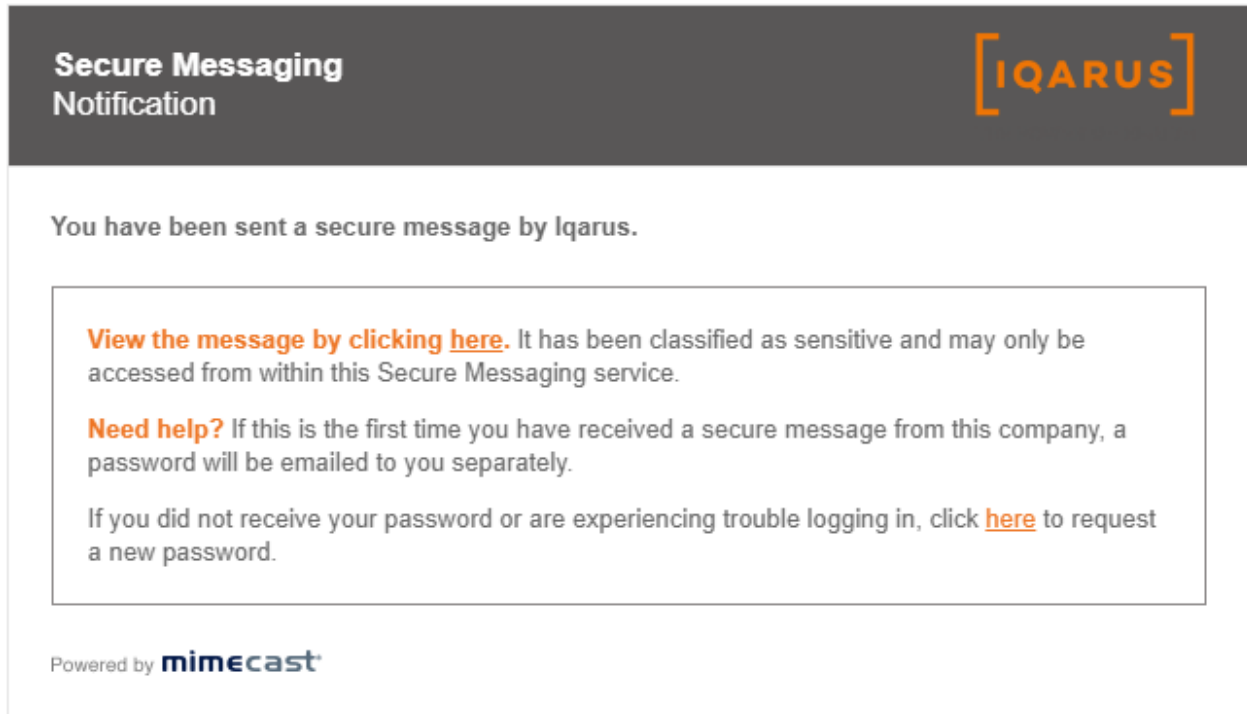 Secure Messaging
Notification
[IQARUS]
You have been sent a secure message by Iqarus.
View the message by clicking here. It has been classified as sensitive and may only be
accessed from within this Secure Messaging service.
Need help? If this is the first time you have received a secure message from this company, a
password will be emailed to you separately.
If you did not receive your password or are experiencing trouble logging in, click here to request
a new password.
Powered by mimecast